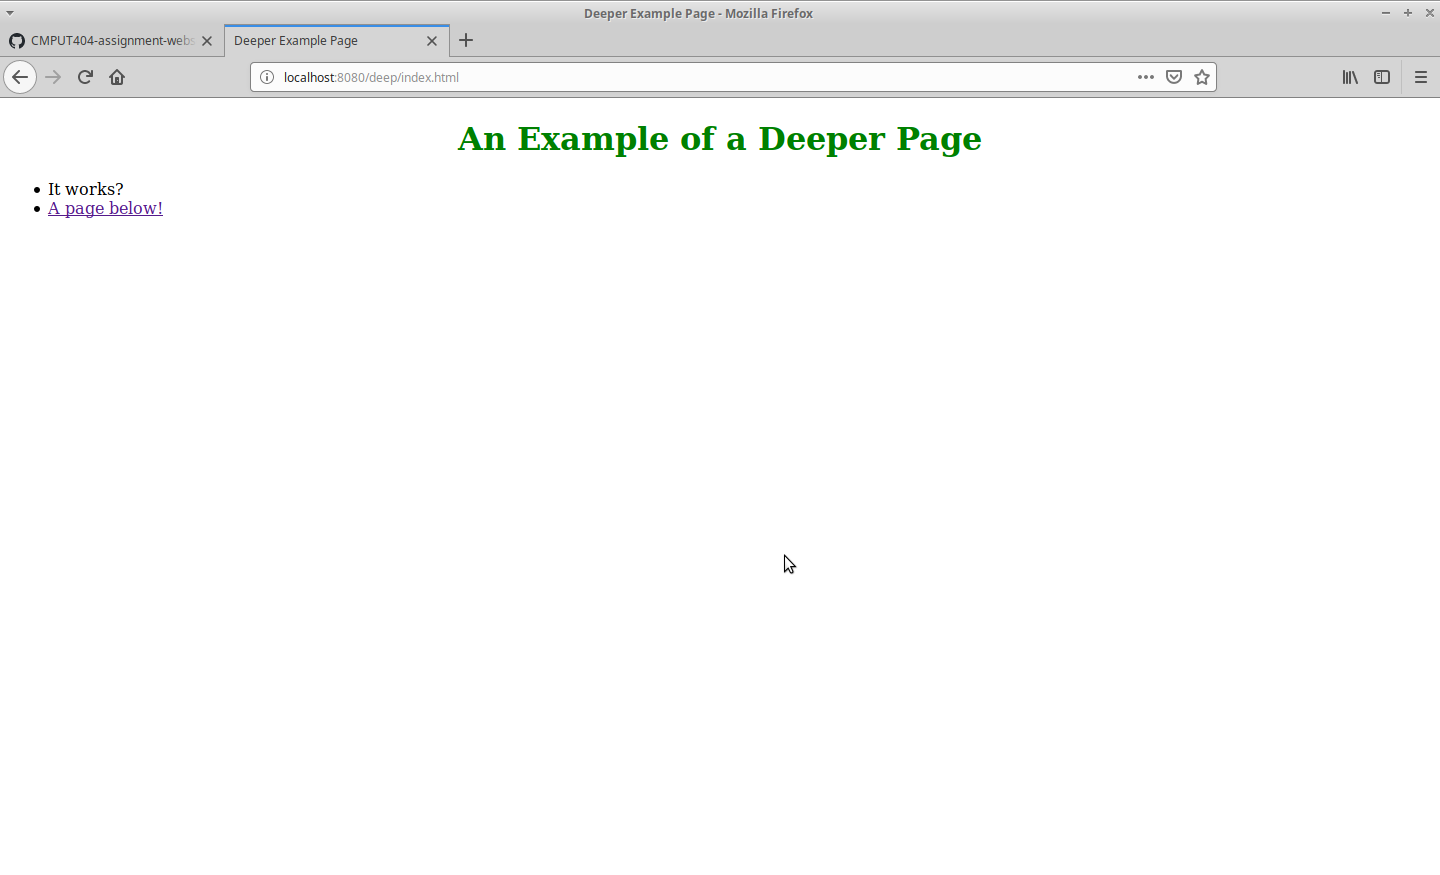 Deeper Example Page - Mozilla Firefox
CMPUT404-assignment-webs
Deeper Example Page
localhost:8080/deep/index.html
An Example of a Deeper Page
• It works?
• A page below!